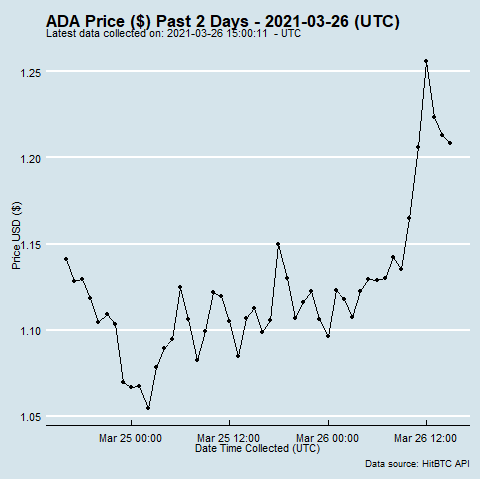 ADA Price ($) Past 2 Days - 2021-03-26 (UTC)
Latest data collected on: 2021-03-26 15:00:11  - UTC
1.25
1.20
1.15
1.10
1.05
Price USD ($)
Mar 25 00:00
Mar 25 12:00
Mar 26 00:00
Mar 26 12:00
Date Time Collected (UTC)
Data source: HitBTC API